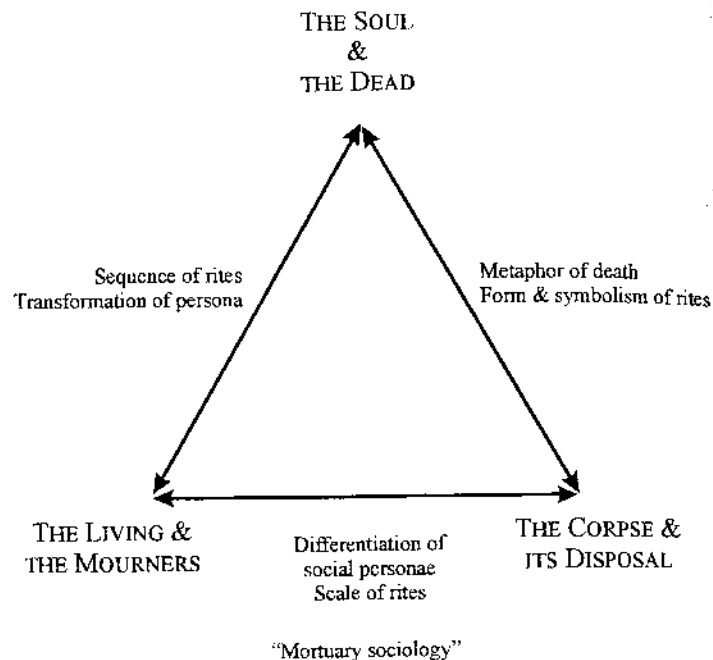 THE SOUL
&
THE DEAD
Sequence of rites
Transformation of persona
Metaphor of death
Form & symbolism of rites
THE LIVING &
THE MOURNERS
Differentiation of
social personae
Scale of rites
THE CORPSE &
ITS DISPOSAL
"Mortuary sociology"